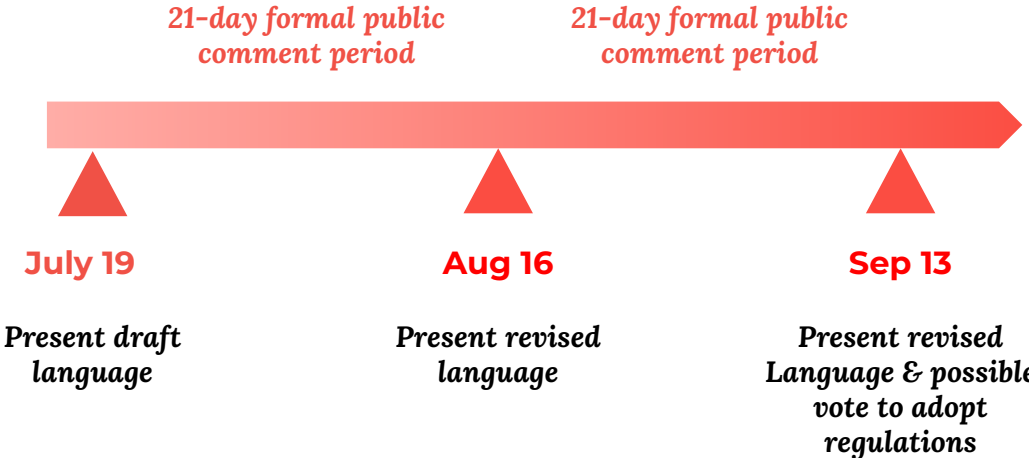 21-day formal public
comment period
21-day formal public
comment period
July 19
Aug 16
Sep 13
Present draft
language
Present revised
language
Present revised
Language & possible
vote to adopt
regulations